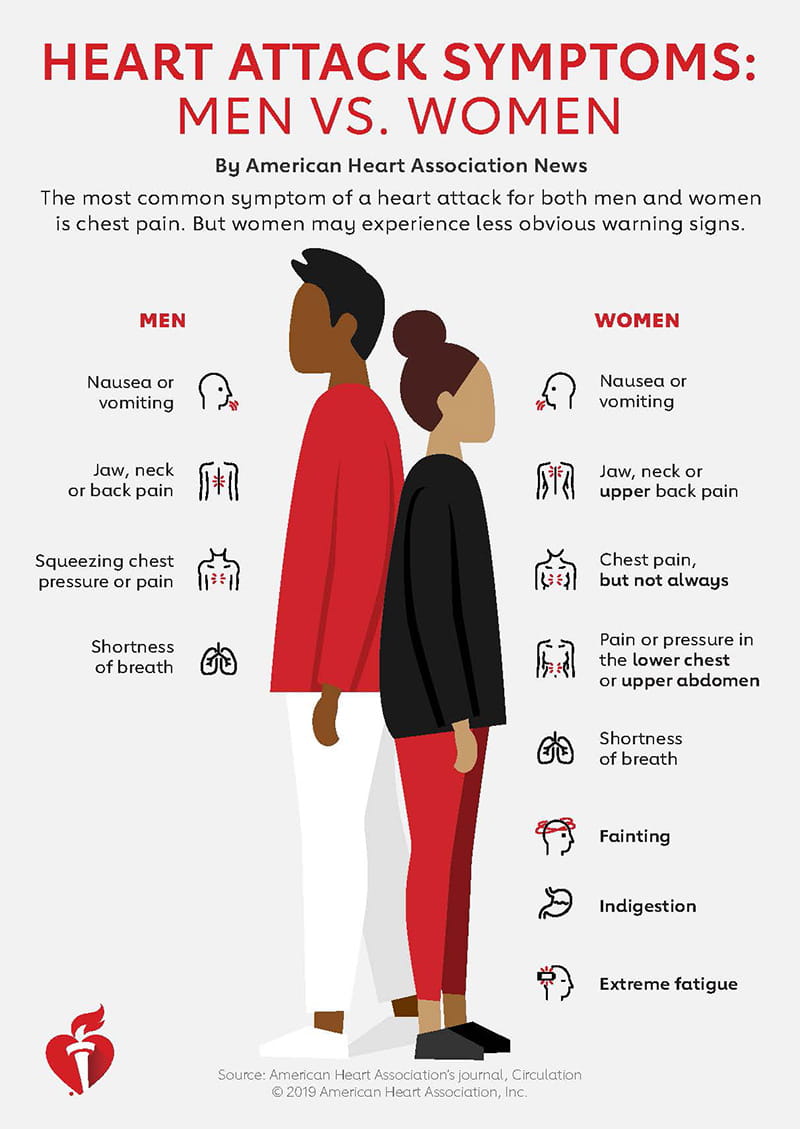 HEART ATTACK SYMPTOMS:
MEN VS. WOMEN
By American Heart Association News
The most common symptom of a heart attack for both men and women
is chest pain. But women may experience less obvious warning signs.
MEN
Nausea or
vomiting
Jaw, neck
or back pain
Squeezing chest
pressure or pain
Shortness
of breath
WOMEN
Nausea or
vomiting
Jaw, neck or
upper back pain
Chest pain,
but not always
Pain or pressure in
the lower chest
or upper abdomen
Shortness
of breath
Fainting
Indigestion
Extreme fatigue
Source: American Heart Association's journal, Circulation
© 2019 American Heart Association, Inc.